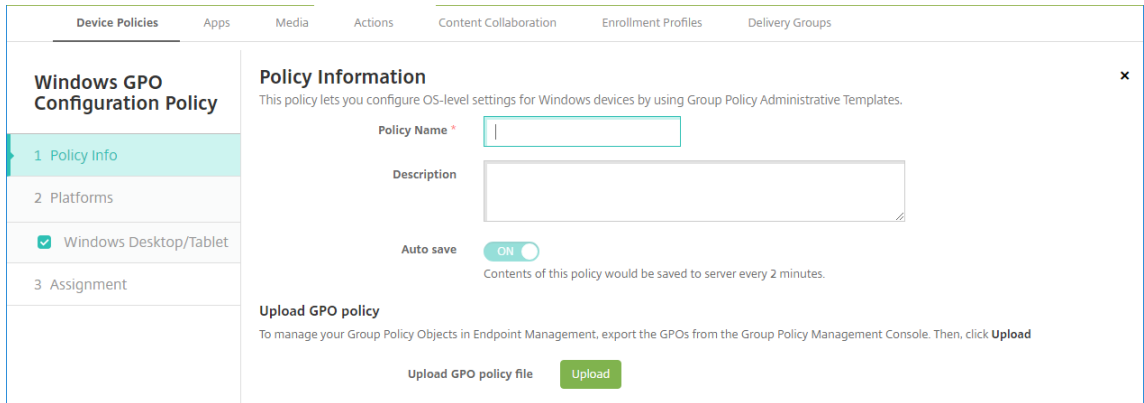 Device Policies Apps Media Actions Content Collaboration Enrollment Profiles Delivery Groups
Windows GPO
Configuration Policy
1 Policy Info
2 Platforms
Windows Desktop/Tablet
3 Assignment
Policy Information
This policy lets you configure OS-level settings for Windows devices by using Group Policy Administrative Templates.
Policy Name *
Description
Auto save ON
Contents of this policy would be saved to server every 2 minutes.
Upload GPO policy
To manage your Group Policy Objects in Endpoint Management, export the GPOs from the Group Policy Management Console. Then, click Upload
Upload GPO policy file Upload